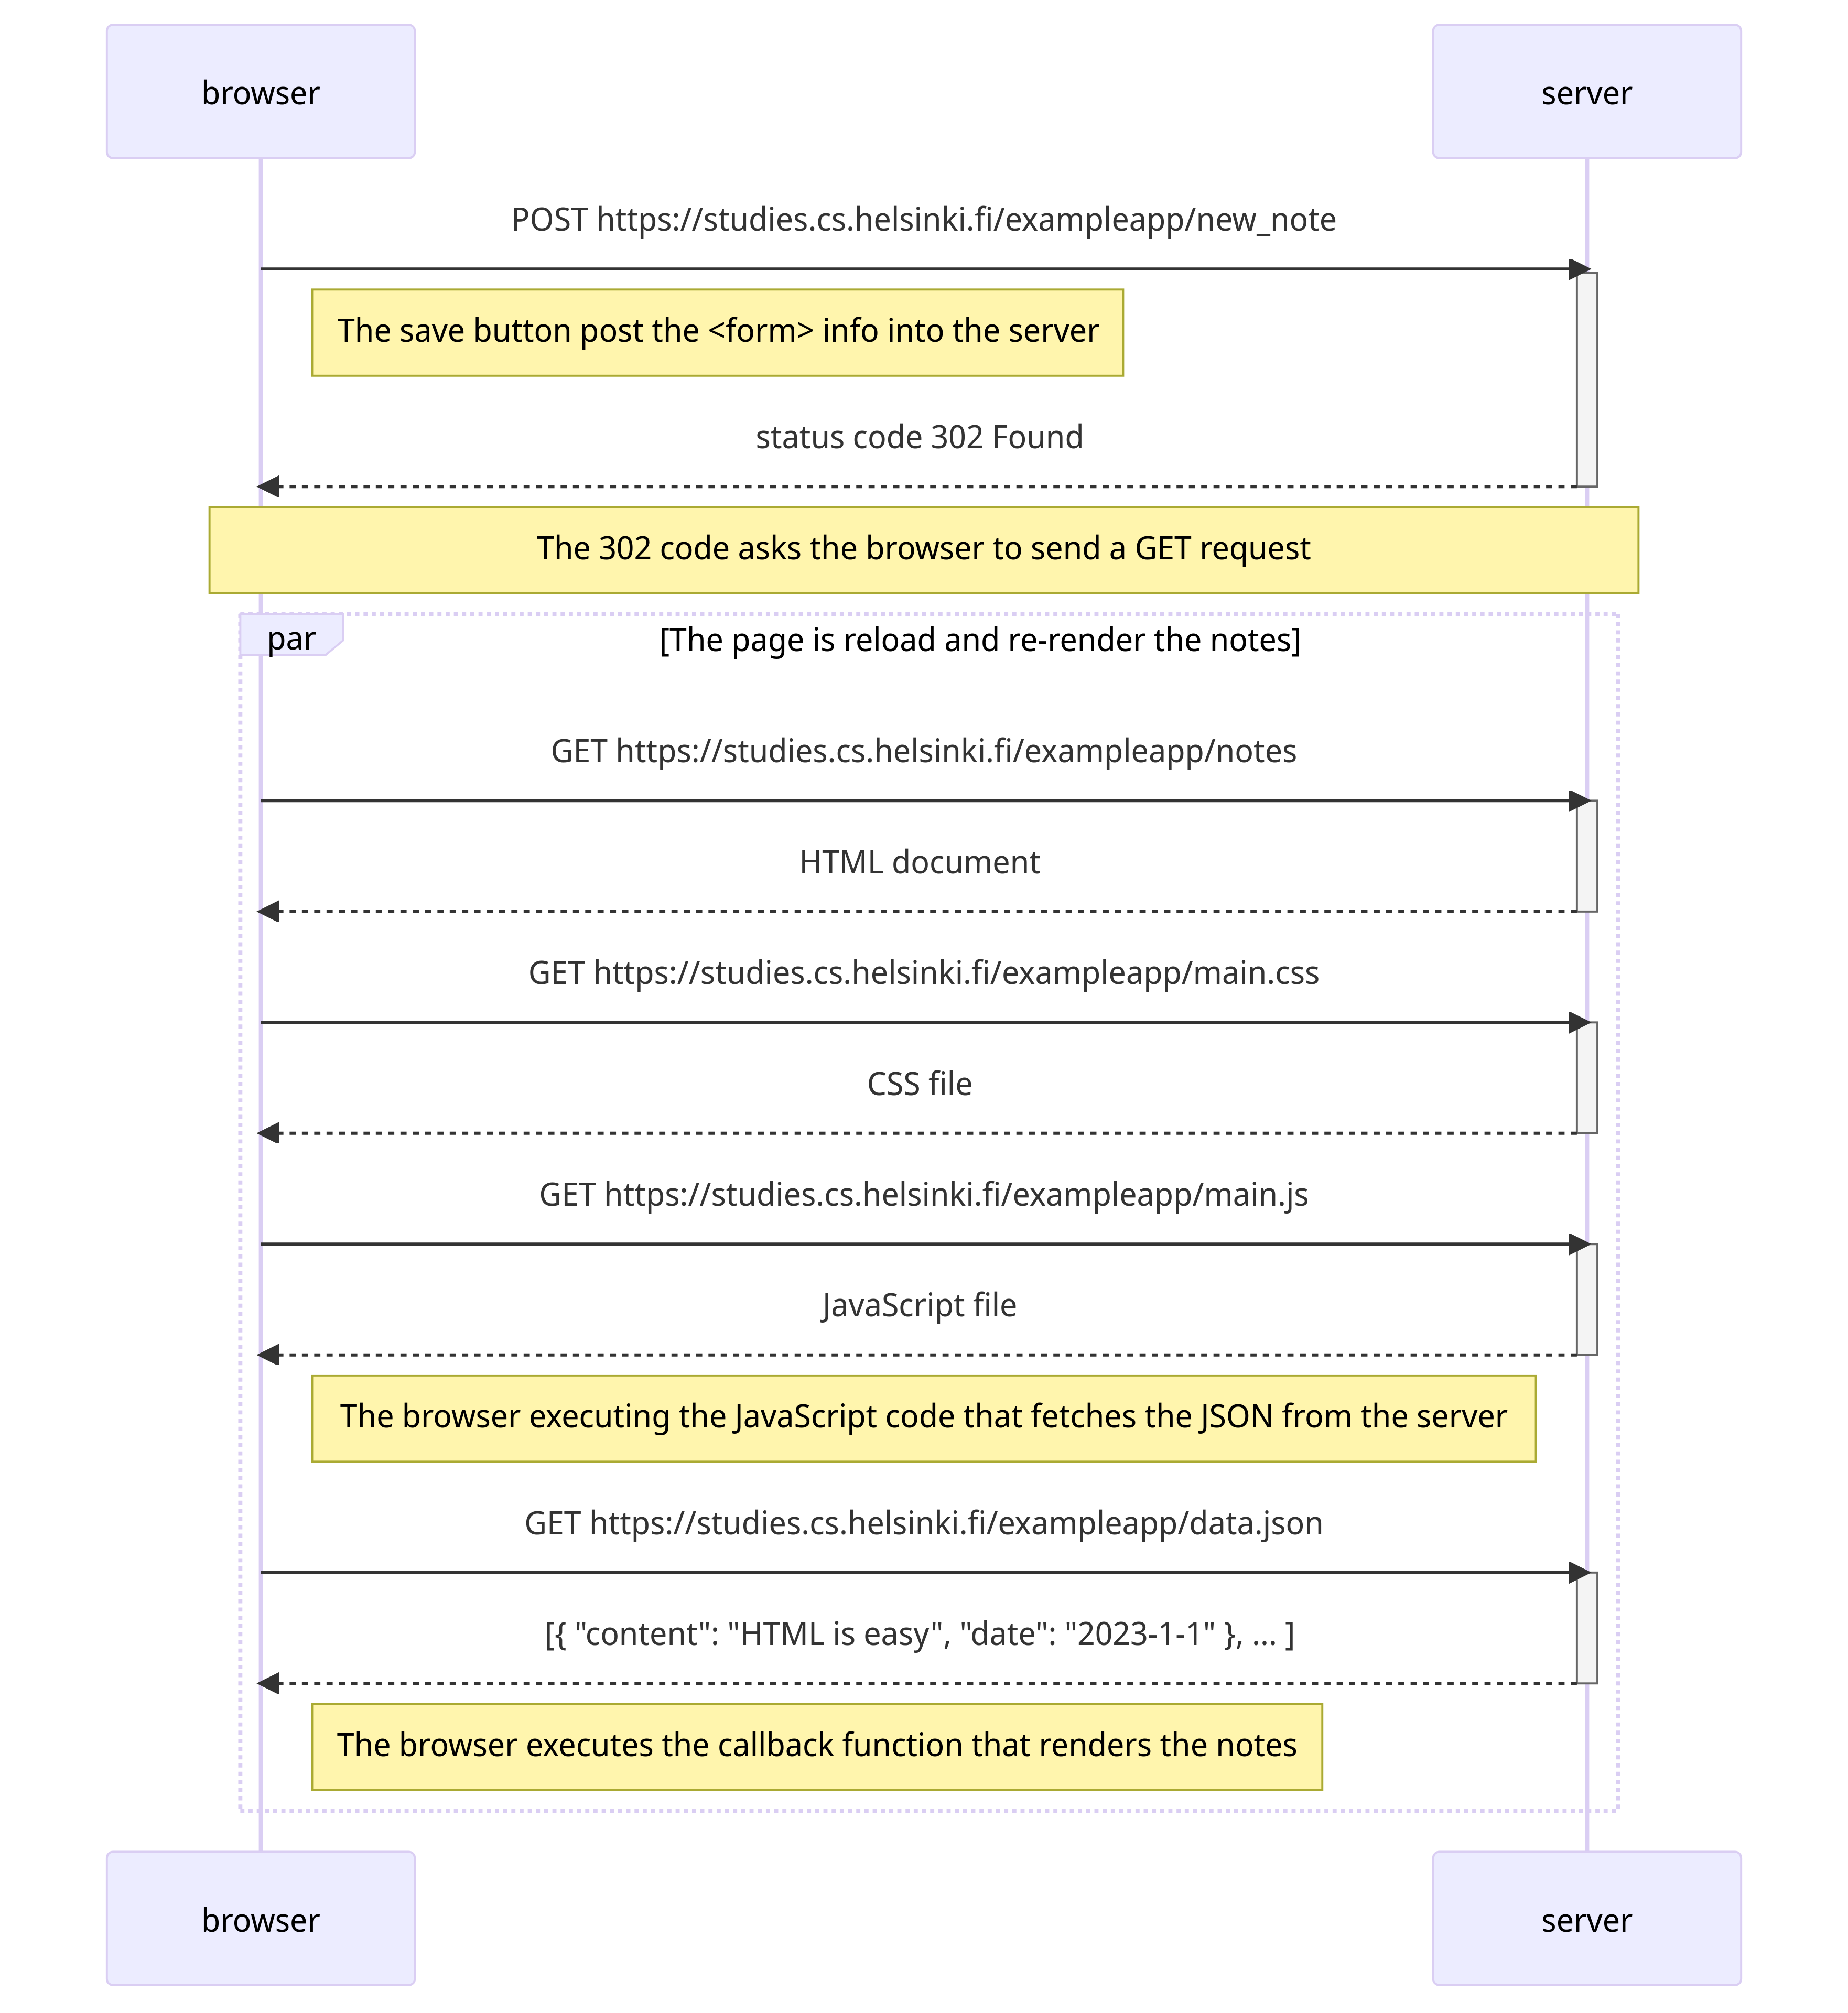 browser
server
POST https://studies.cs.helsinki.fi/exampleapp/new_note
The save button post the <form> info into the server
status code 302 Found
The 302 code asks the browser to send a GET request
par
[The page is reload and re-render the notes]
GET https://studies.cs.helsinki.fi/exampleapp/notes
HTML document
GET https://studies.cs.helsinki.fi/exampleapp/main.css
CSS file
GET https://studies.cs.helsinki.fi/exampleapp/main.js
JavaScript file
The browser executing the JavaScript code that fetches the JSON from the server
GET https://studies.cs.helsinki.fi/exampleapp/data.json
[{ "content": "HTML is easy", "date": "2023-1-1" }, ... ]
The browser executes the callback function that renders the notes
browser
server